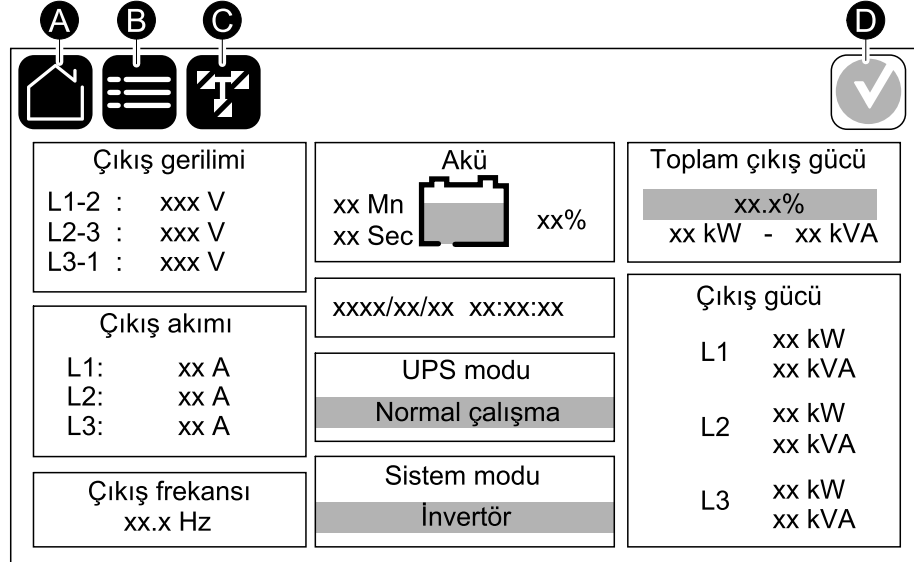 A B C D
Çıkış gerilimi
L1-2 : xxx V
L2-3 : xxx V
L3-1 : xxx V
Çıkış akımı
L1: xx A
L2: xx A
L3: xx A
Çıkış frekansı
xx.x Hz
Akü
xx Mn
xx Sec
xx%
xxxx/xx/xx xx:xx:xx
UPS modu
Normal çalışma
Sistem modu
İnvertör
Toplam çıkış gücü
xx.x%
xx kW - xx kVA
Çıkış gücü
L1 xx kW
xx kVA
L2 xx kW
xx kVA
L3 xx kW
xx kVA